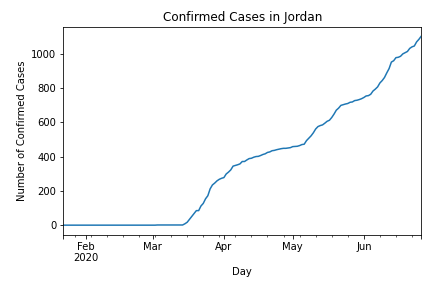 Confirmed Cases in Jordan
Number of Confirmed Cases
1000
800
600
400
200
0
Feb
2020
Mar
Apr
May
Jun
Day